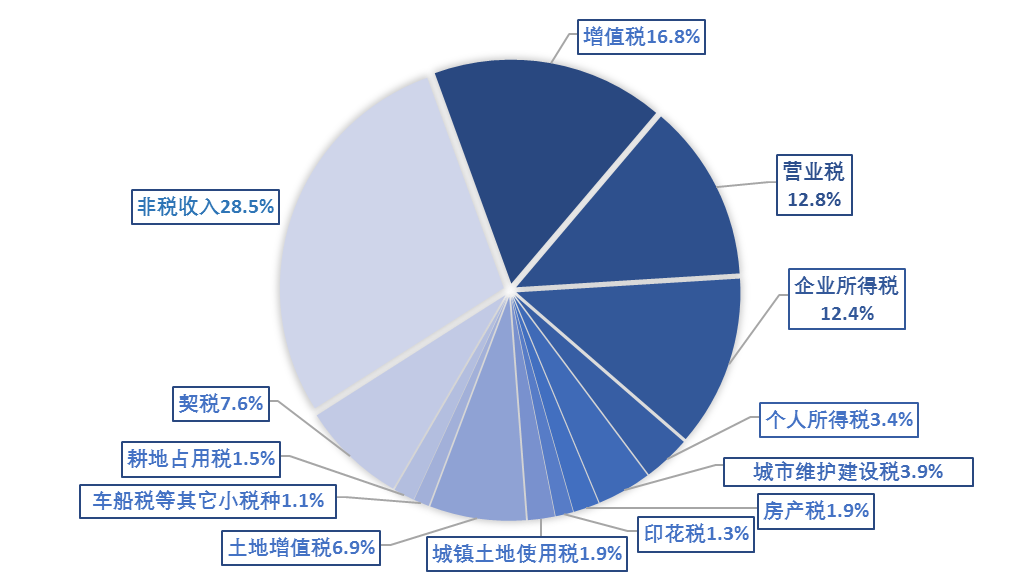 增值税16.8%
营业税
12.8%
企业所得税
12.4%
个人所得税3.4%
城市维护建设税3.9%
房产税1.9%
印花税1.3%
城镇土地使用税1.9%
土地增值税6.9%
车船税等其它小税种1.1%
耕地占用税1.5%
契税7.6%
非税收入28.5%